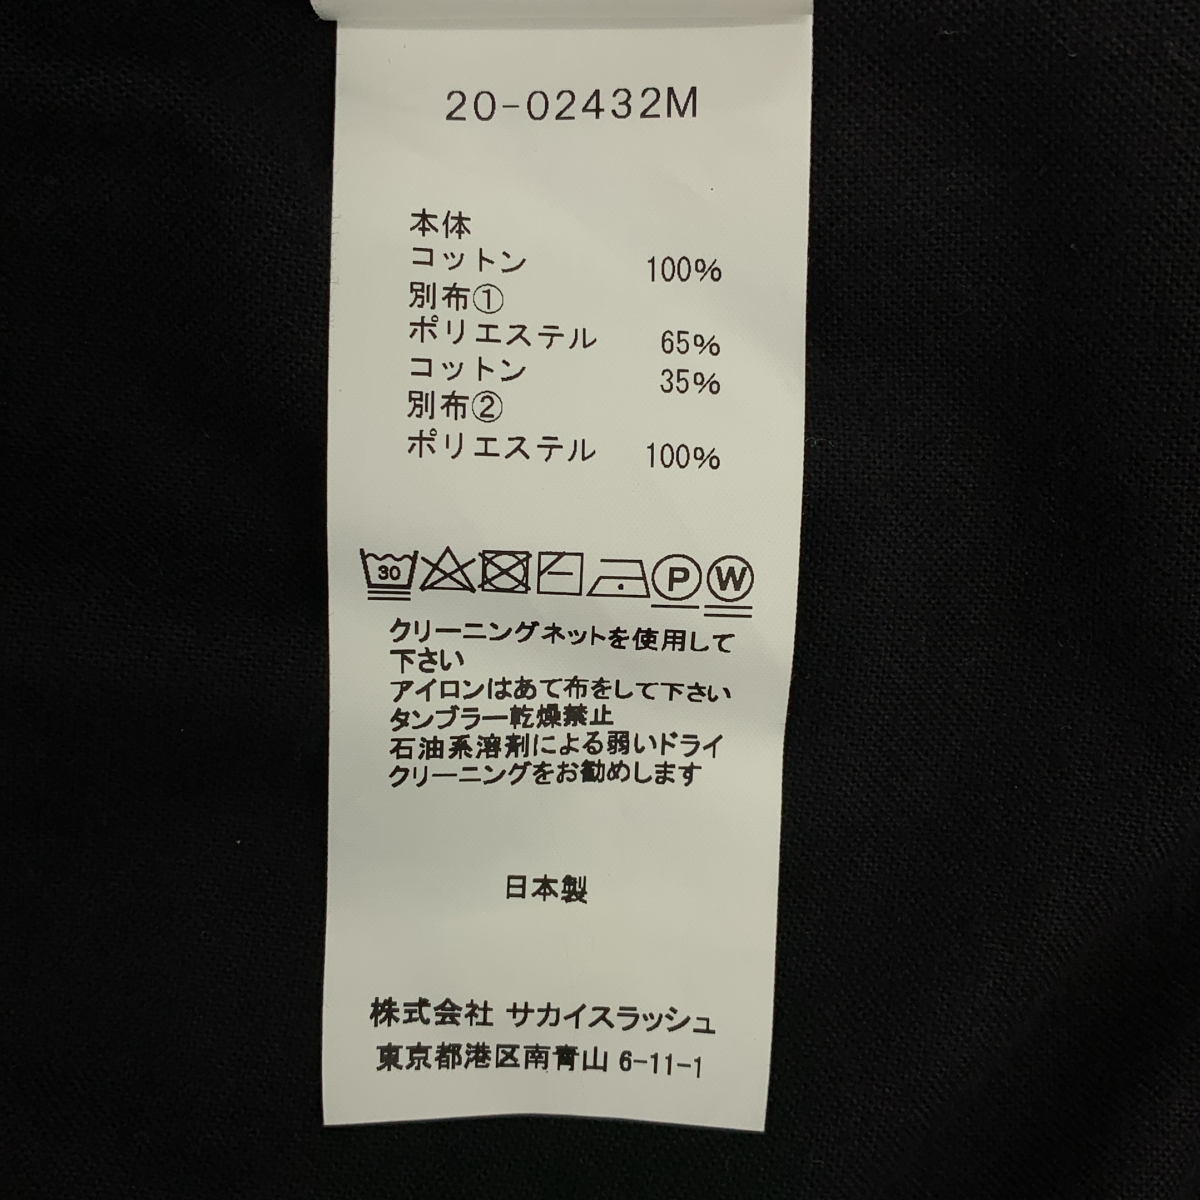 20-02432M
本体
コットン 100%
別布①
ポリエステル 65%
コットン 35%
別布②
ポリエステル 100%
30 P W
クリーニングネットを使用して
下さい
アイロンはあて布をして下さい
タンブラー乾燥禁止
石油系溶剤による弱いドライ
クリーニングをお勧めします
日本製
株式会社 サカイスラッシュ
東京都港区南青山 6-11-1